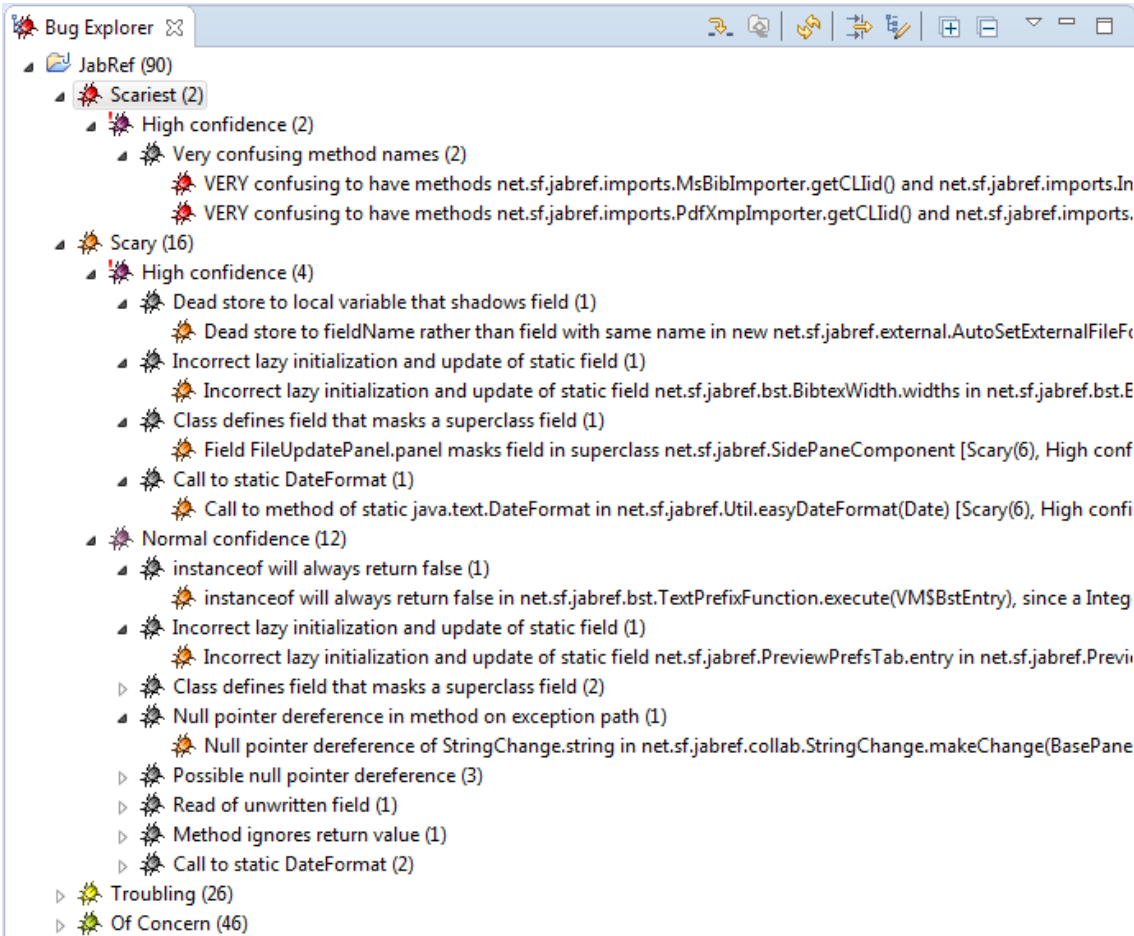 Bug Explorer
JabRef (90)
Scariest (2)
High confidence (2)
Very confusing method names (2)
VERY confusing to have methods net.sf.jabref.imports.MsBibImporter.getCLIid() and net.sf.jabref.imports.In
VERY confusing to have methods net.sf.jabref.imports.PdfXmpImporter.getCLIid() and net.sf.jabref.imports.
Scary (16)
High confidence (4)
Dead store to local variable that shadows field (1)
Dead store to fieldName rather than field with same name in new net.sf.jabref.external.AutoSetExternalFileFo
Incorrect lazy initialization and update of static field (1)
Incorrect lazy initialization and update of static field net.sf.jabref.bst.BibtexWidth.widths in net.sf.jabref.bst.B
Class defines field that masks a superclass field (1)
Field FileUpdatePanel.panel masks field in superclass net.sf.jabref.SidePaneComponent [Scary(6), High conf
Call to static DateFormat (1)
Call to method of static java.text.DateFormat in net.sf.jabref.Util.easyDateFormat(Date) [Scary(6), High confi
Normal confidence (12)
instanceof will always return false (1)
instanceof will always return false in net.sf.jabref.bst.TextPrefixFunction.execute(VM$BstEntry), since a Integ
Incorrect lazy initialization and update of static field (1)
Incorrect lazy initialization and update of static field net.sf.jabref.PreviewPrefsTab.entry in net.sf.jabref.Previ
Class defines field that masks a superclass field (2)
Null pointer dereference in method on exception path (1)
Null pointer dereference of StringChange.string in net.sf.jabref.collab.StringChange.makeChange(BasePane
Possible null pointer dereference (3)
Read of unwritten field (1)
Method ignores return value (1)
Call to static DateFormat (2)
Troubling (26)
Of Concern (46)